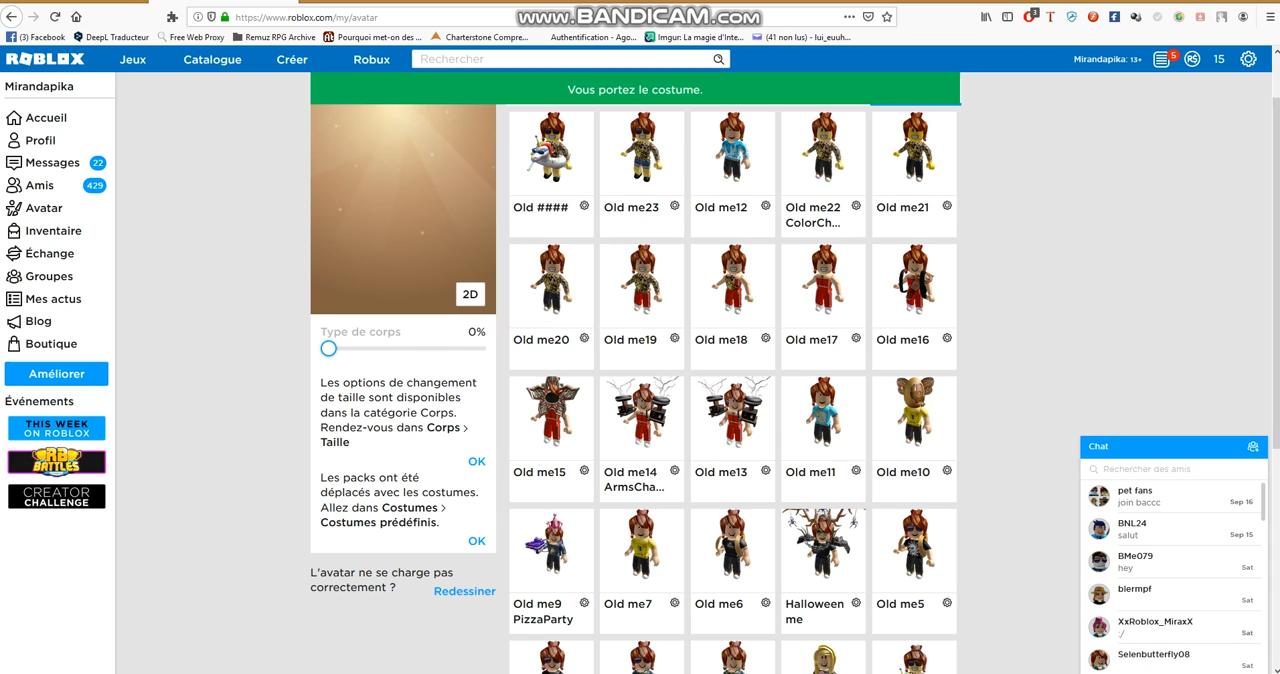 https://www.roblox.com/my/avatar
www.BANDICAM.com
(3) Facebook
DeepL Traducteur
Free Web Proxy
Remuz RPG Archive
Pourquoi met-on des ...
Charterstone Compre...
Authentification - Ago...
Imgur: La magie d'Inte...
(41 non lus) - lui_euuh...
3
ROBLOX
Jeux
Catalogue
Créer
Robux
Rechercher
Mirandapika: 13+
5
R$
15
Mirandapika
Accueil
Profil
Messages
22
Amis
429
Avatar
Inventaire
Échange
Groupes
Mes actus
Blog
Boutique
Améliorer
Événements
THIS WEEK
ON ROBLOX
RB
BATTLES
CREATOR
CHALLENGE
Vous portez le costume.
2D
Type de corps 0%
Les options de changement
de taille sont disponibles
dans la catégorie Corps.
Rendez-vous dans Corps >
Taille
OK
Les packs ont été
déplacés avec les costumes.
Allez dans Costumes >
Costumes prédéfinis.
OK
L'avatar ne se charge pas
correctement ?
Redessiner
Old ####
Old me23
Old me12
Old me22
ColorCh...
Old me21
Old me20
Old me19
Old me18
Old me17
Old me16
Old me15
Old me14
ArmsCha...
Old me13
Old me11
Old me10
Old me9
PizzaParty
Old me7
Old me6
Halloween
me
Old me5
Chat
Rechercher des amis
pet fans
join baccc
Sep 16
BNL24
salut
Sep 15
BMe079
hey
Sat
blermpf
Sat
XxRoblox_MiraxX
:/
Sat
Selenbutterfly08
Sat